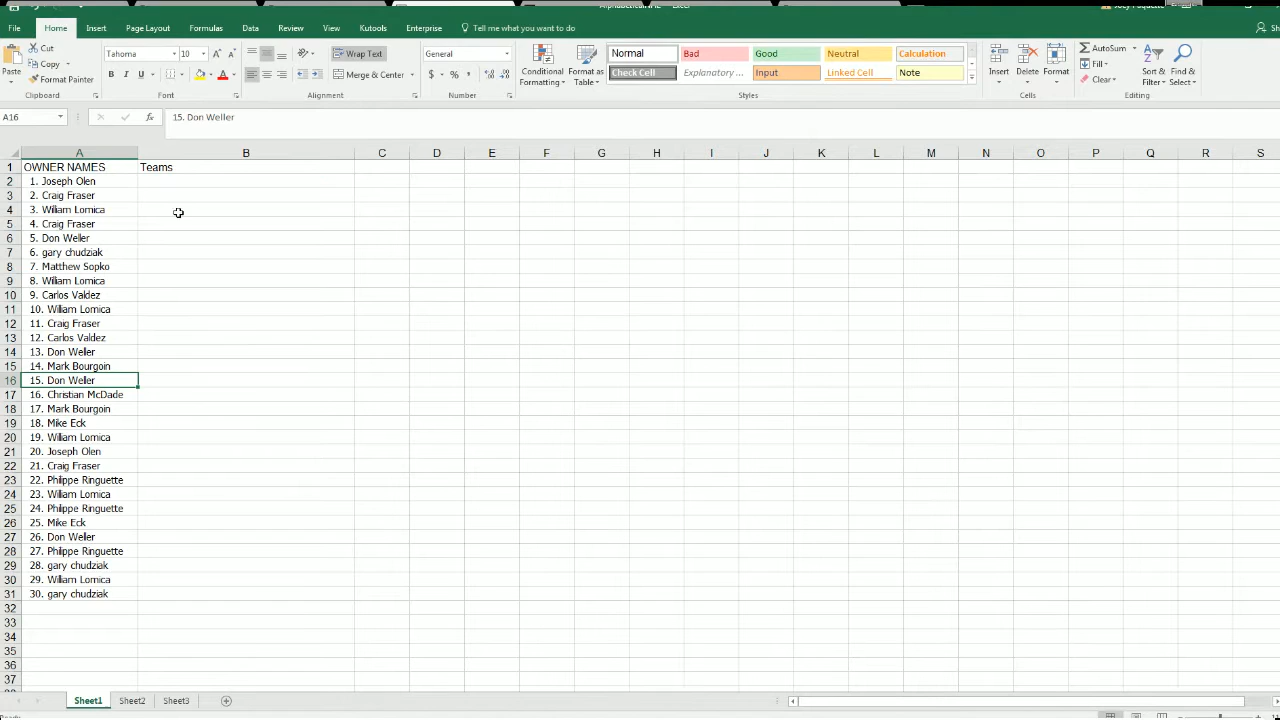 File Home Insert Page Layout Formulas Data Review View Kutools Enterprise Tell me what you want to do
Cut
Copy
Format Painter
Paste
Clipboard
Tahoma 10
B I U
Font
Wrap Text
Merge & Center
Alignment
General
$ % ,
Number
Conditional Formatting
Format as Table
Normal Bad Good Neutral Calculation
Check Cell Explanatory ... Input Linked Cell Note
Styles
Insert Delete Format
Cells
AutoSum
Fill
Clear
Sort & Filter
Find & Select
Editing
A16 fx 15. Don Weller
A B C D E F G H I J K L M N O P Q R S
1 OWNER NAMES Teams
2 1. Joseph Olen
3 2. Craig Fraser
4 3. William Lomica
5 4. Craig Fraser
6 5. Don Weller
7 6. gary chudziak
8 7. Matthew Sopko
9 8. William Lomica
10 9. Carlos Valdez
11 10. William Lomica
12 11. Craig Fraser
13 12. Carlos Valdez
14 13. Don Weller
15 14. Mark Bourgoin
16 15. Don Weller
17 16. Christian McDade
18 17. Mark Bourgoin
19 18. Mike Eck
20 19. William Lomica
21 20. Joseph Olen
22 21. Craig Fraser
23 22. Philippe Ringuette
24 23. William Lomica
25 24. Philippe Ringuette
26 25. Mike Eck
27 26. Don Weller
28 27. Philippe Ringuette
29 28. gary chudziak
30 29. William Lomica
31 30. gary chudziak
32
33
34
35
36
37
Sheet1 Sheet2 Sheet3